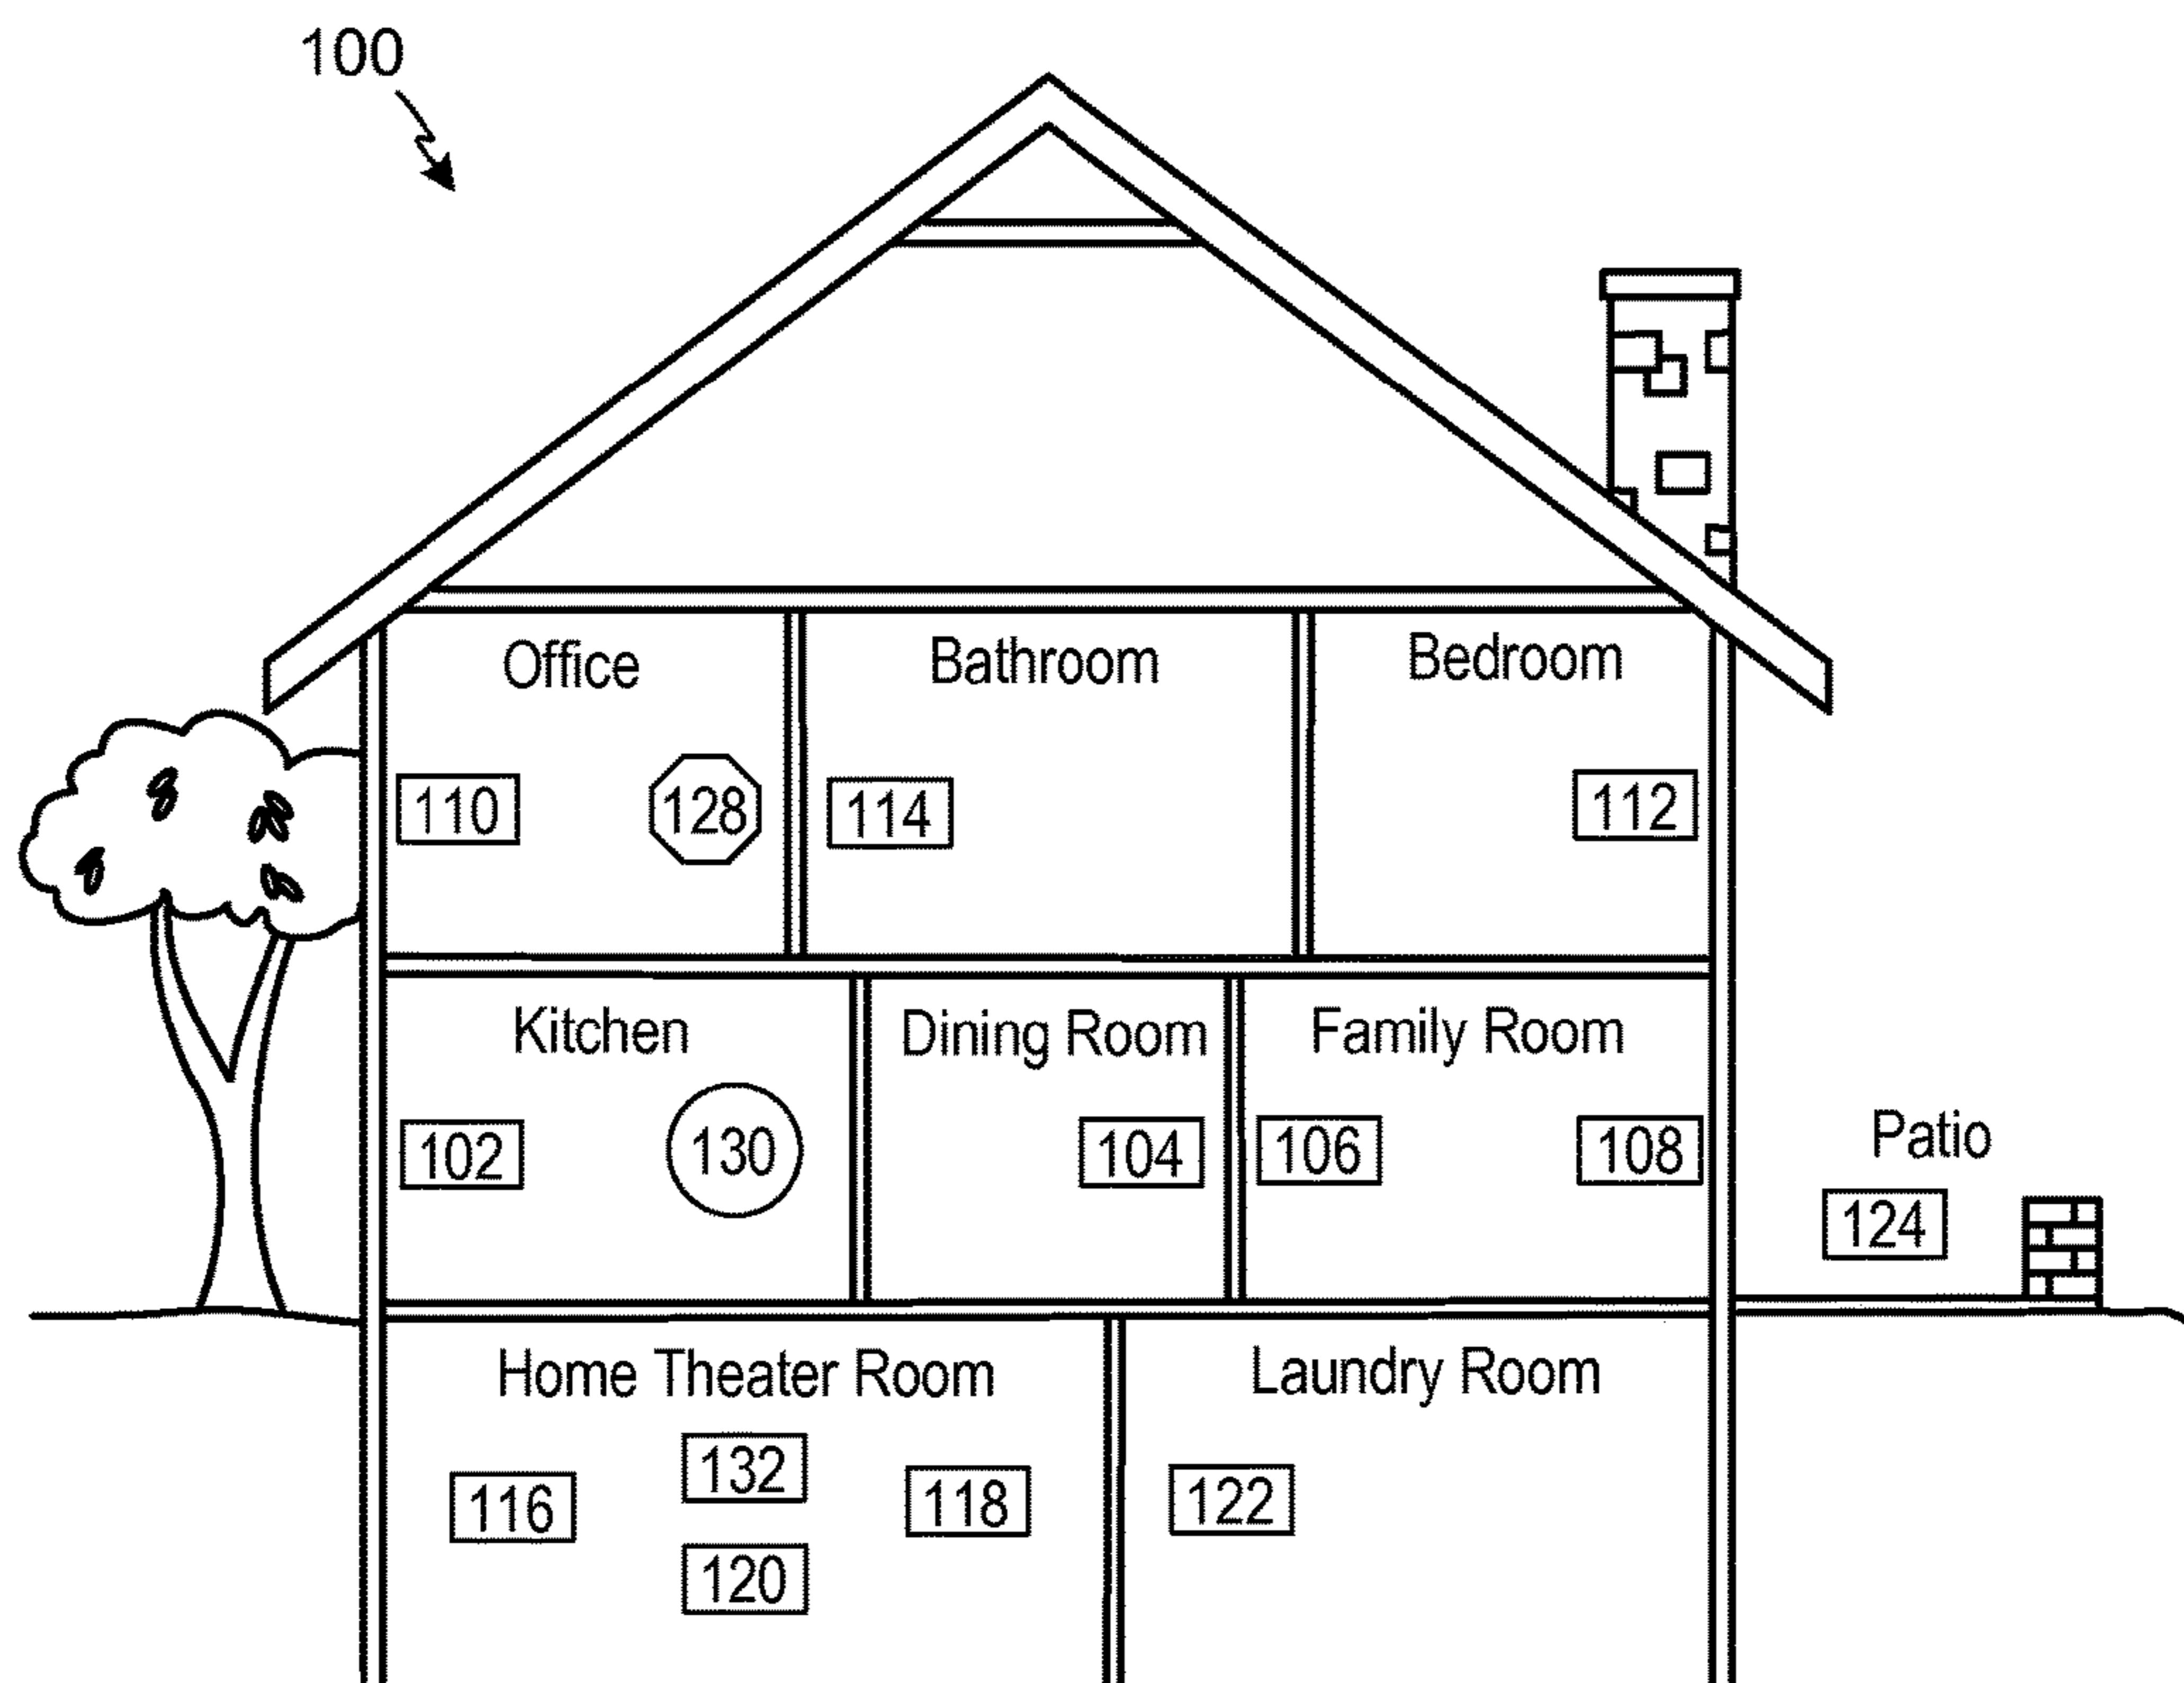 100
Office
Bathroom
Bedroom
110
128
114
112
Kitchen
Dining Room
Family Room
102
130
104
106
108
Patio
124
Home Theater Room
Laundry Room
132
116
118
122
120